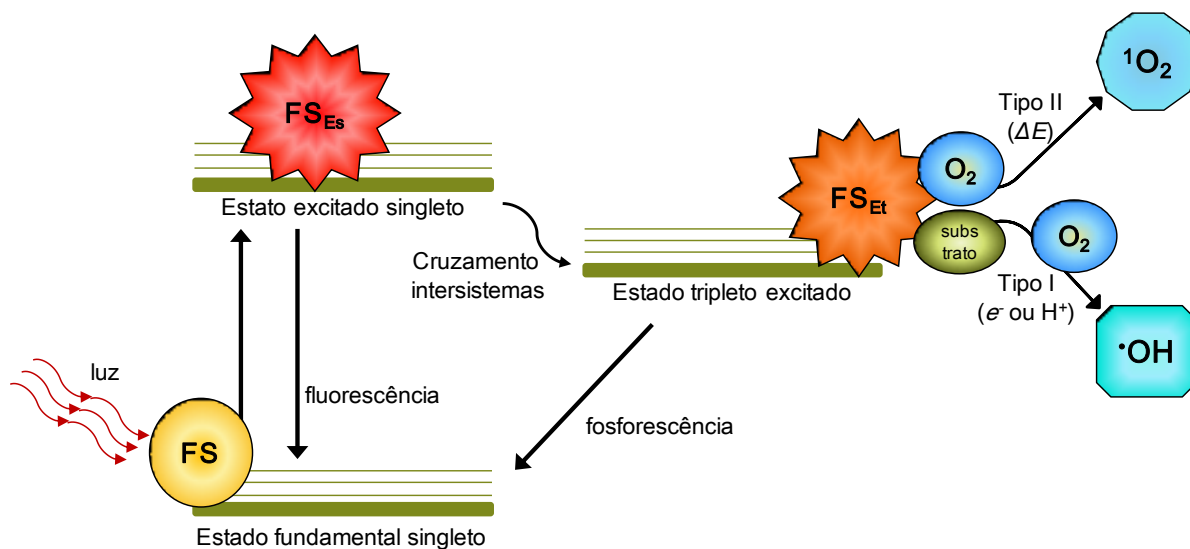 ¹O₂
FS_Es
Tipo II
(ΔE)
O₂
FS_Et
Estato excitado singleto
subs
trato
O₂
Cruzamento
intersistemas
Estado tripleto excitado
Tipo I
(e⁻ ou H⁺)
•OH
luz
fluorescência
fosforescência
FS
Estado fundamental singleto